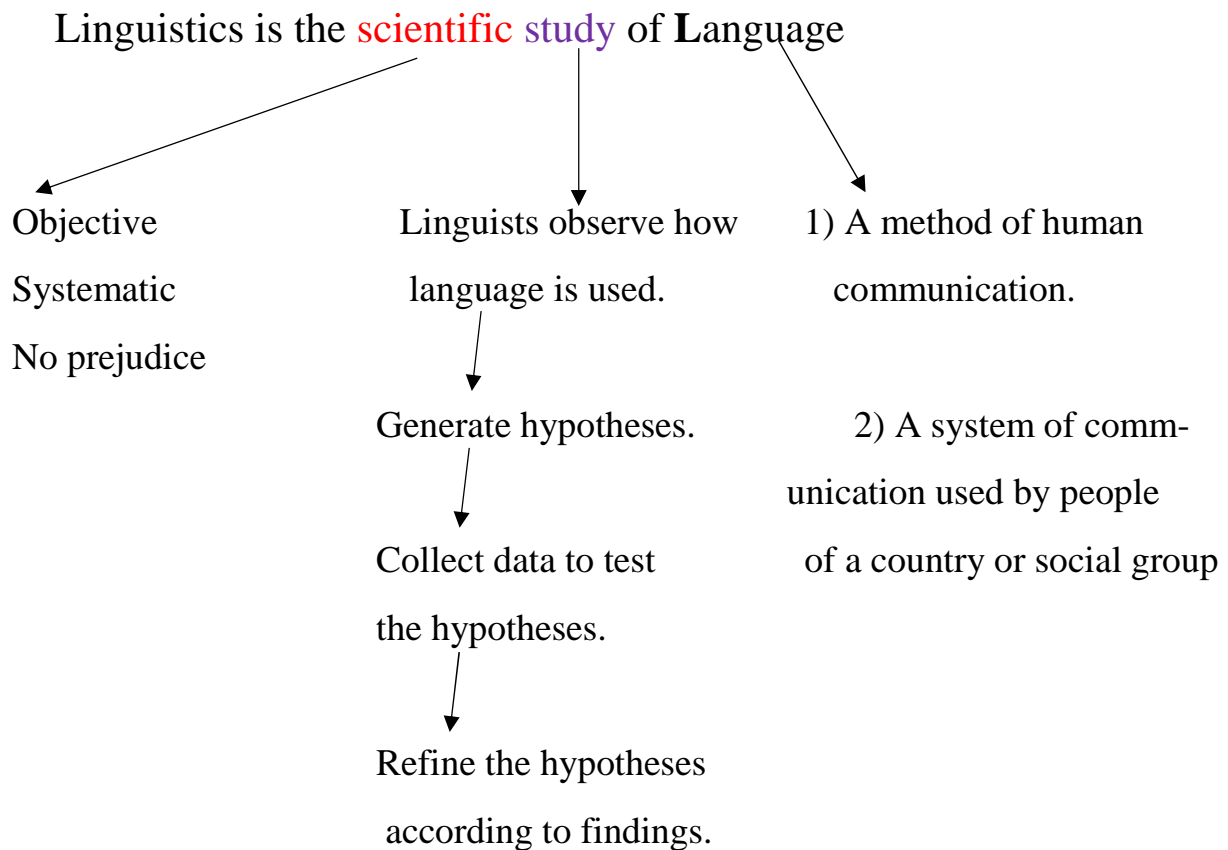 Linguistics is the scientific study of Language
Objective
Systematic
No prejudice
Linguists observe how
language is used.
Generate hypotheses.
Collect data to test
the hypotheses.
Refine the hypotheses
according to findings.
1) A method of human
communication.
2) A system of comm-
unication used by people
of a country or social group